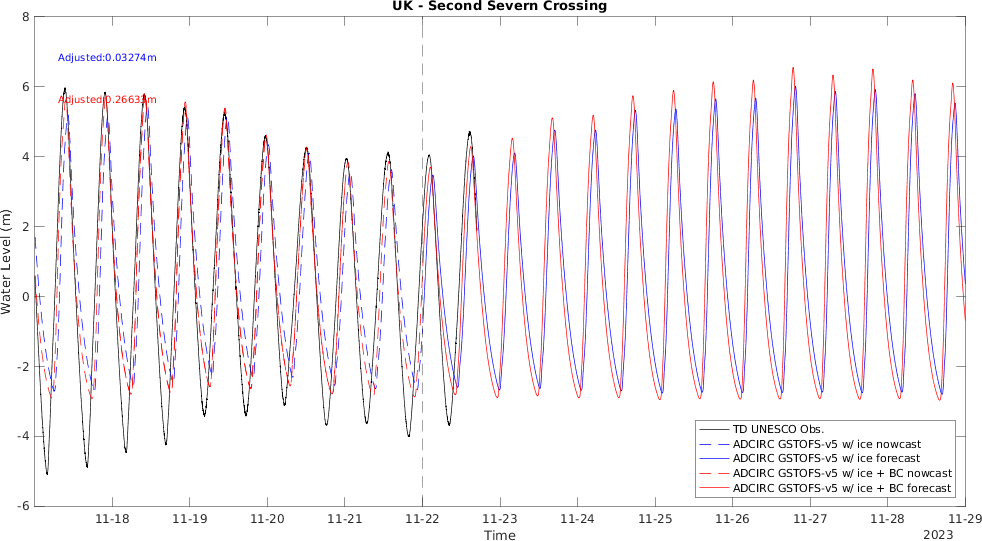 UK - Second Severn Crossing
Water Level (m)
8
6
4
2
0
-2
-4
-6
Adjusted:0.03274m
Adjusted:0.26633m
TD UNESCO Obs.
ADCIRC GSTOFS-v5 w/ ice nowcast
ADCIRC GSTOFS-v5 w/ ice forecast
ADCIRC GSTOFS-v5 w/ ice + BC nowcast
ADCIRC GSTOFS-v5 w/ ice + BC forecast
11-18 11-19 11-20 11-21 11-22 11-23 11-24 11-25 11-26 11-27 11-28 11-29
Time
2023